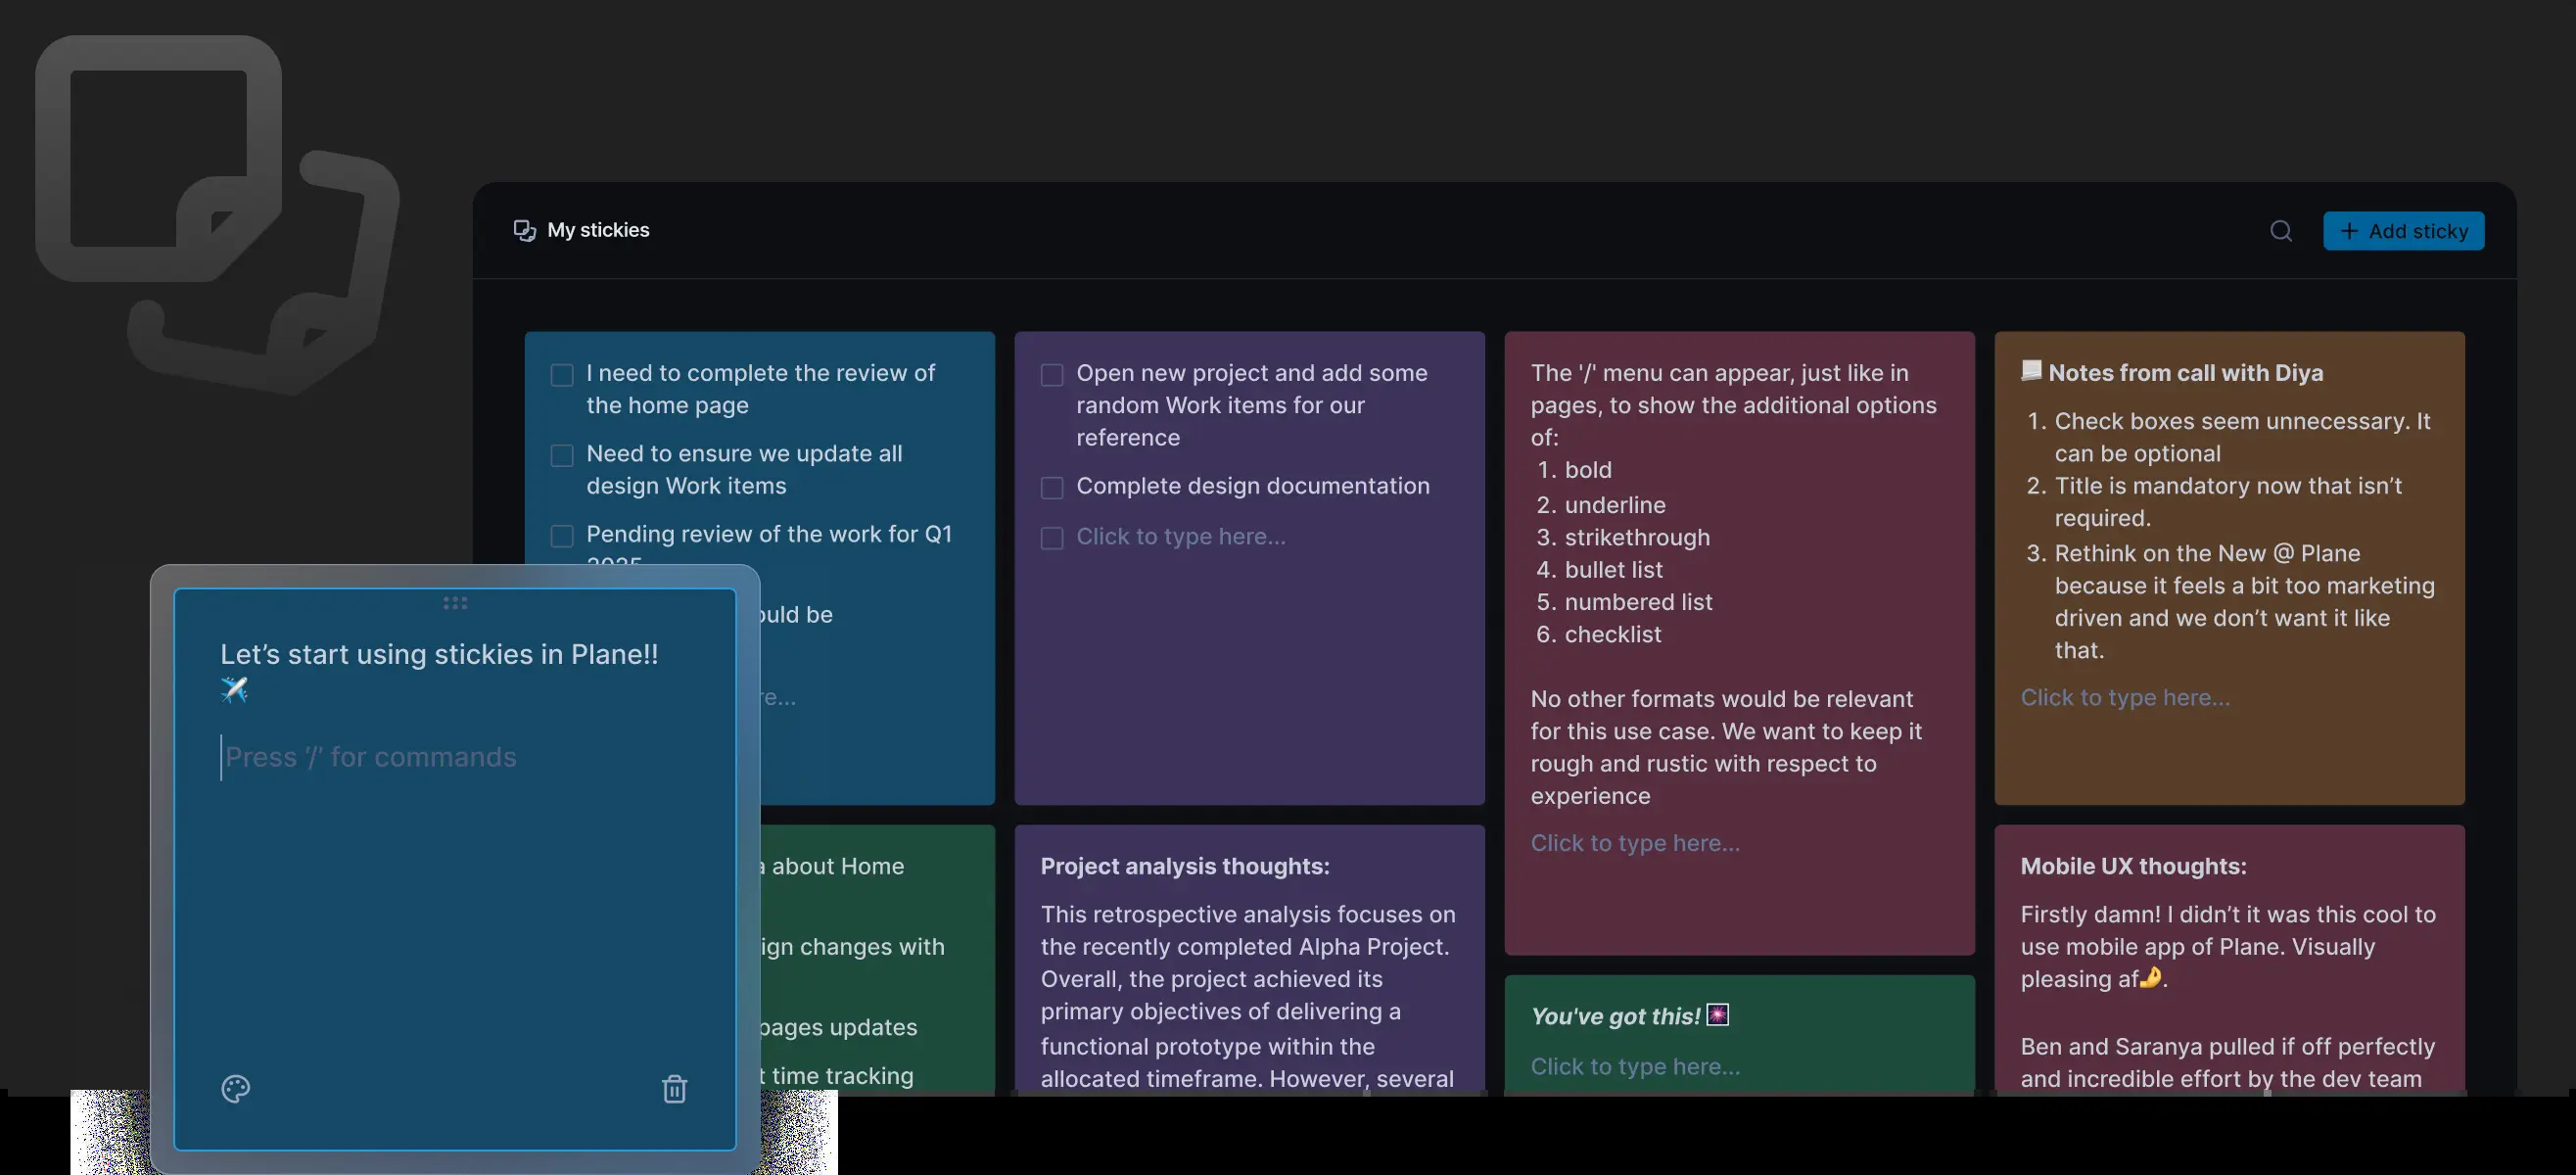 My stickies
+ Add sticky
I need to complete the review of
the home page
Need to ensure we update all
design Work items
Pending review of the work for Q1
2025
ould be
re...
Open new project and add some
random Work items for our
reference
Complete design documentation
Click to type here...
The '/' menu can appear, just like in
pages, to show the additional options
of:
1. bold
2. underline
3. strikethrough
4. bullet list
5. numbered list
6. checklist
No other formats would be relevant
for this use case. We want to keep it
rough and rustic with respect to
experience
Click to type here...
Notes from call with Diya
1. Check boxes seem unnecessary. It
can be optional
2. Title is mandatory now that isn’t
required.
3. Rethink on the New @ Plane
because it feels a bit too marketing
driven and we don’t want it like
that.
Click to type here...
Let’s start using stickies in Plane!!
✈️
Press ‘/’ for commands
about Home
ign changes with
pages updates
t time tracking
Project analysis thoughts:
This retrospective analysis focuses on
the recently completed Alpha Project.
Overall, the project achieved its
primary objectives of delivering a
functional prototype within the
allocated timeframe. However, several
You've got this! 🎆
Click to type here...
Mobile UX thoughts:
Firstly damn! I didn’t it was this cool to
use mobile app of Plane. Visually
pleasing af🤌.
Ben and Saranya pulled if off perfectly
and incredible effort by the dev team